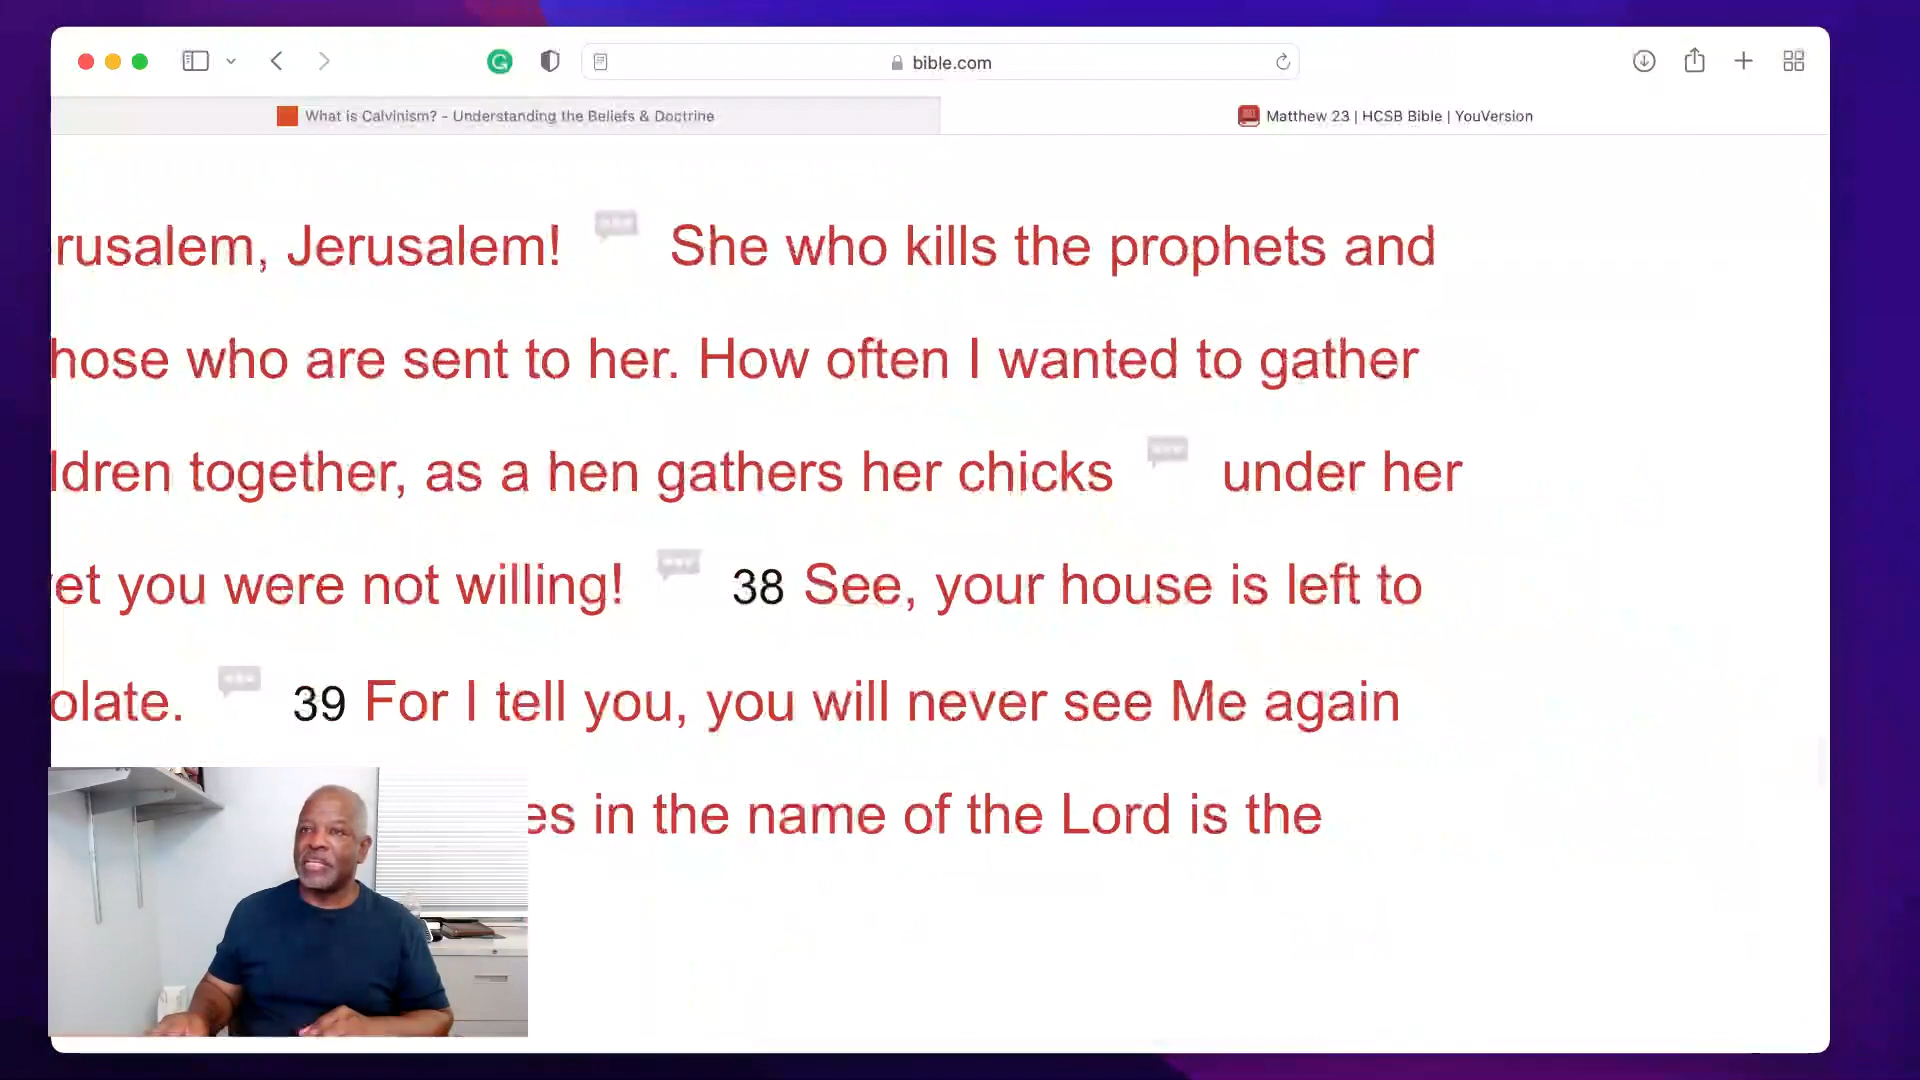 bible.com
What is Calvinism? - Understanding the Beliefs & Doctrine
Matthew 23 | HCSB Bible | YouVersion
rusalem, Jerusalem! She who kills the prophets and
hose who are sent to her. How often I wanted to gather
ldren together, as a hen gathers her chicks under her
et you were not willing! 38 See, your house is left to
olate. 39 For I tell you, you will never see Me again
es in the name of the Lord is the